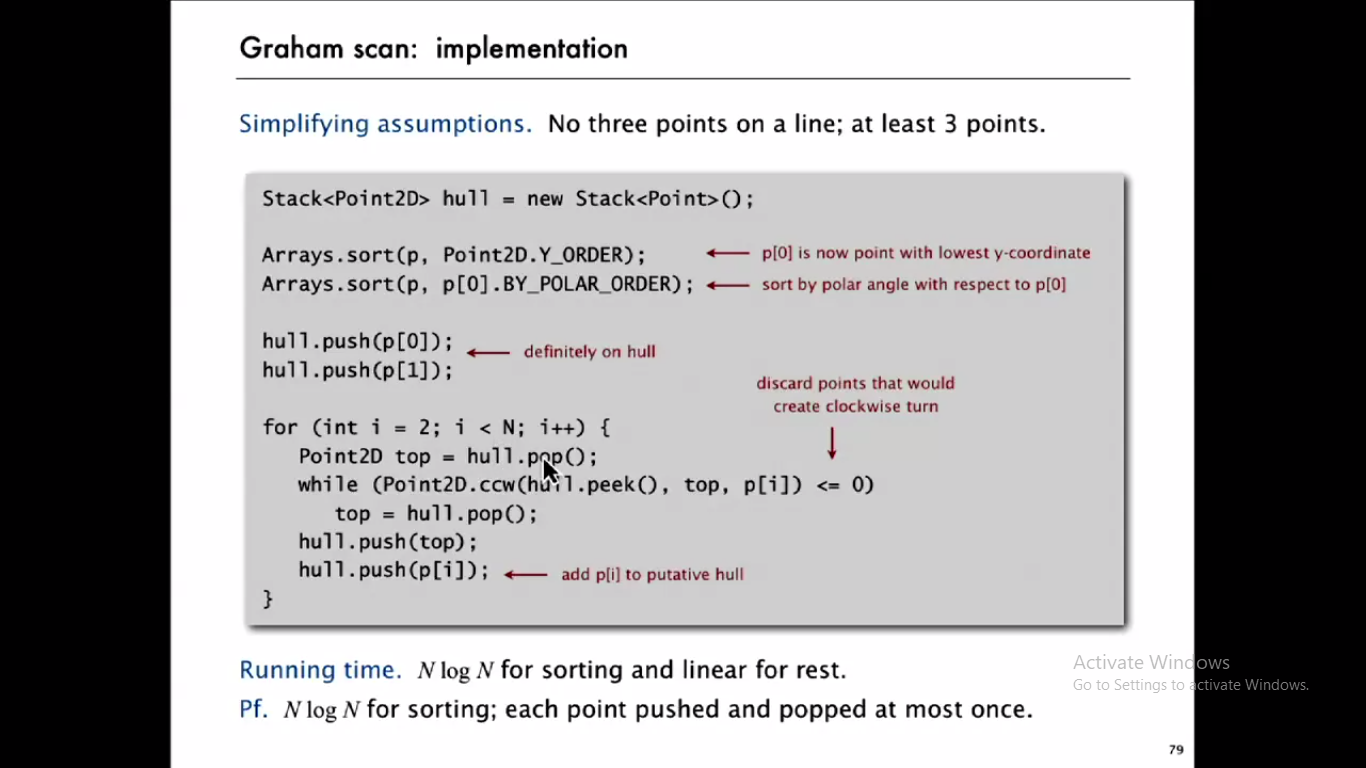 Graham scan: implementation
Simplifying assumptions. No three points on a line; at least 3 points.
Stack<Point2D> hull = new Stack<Point>();
Arrays.sort(p, Point2D.Y_ORDER);
p[0] is now point with lowest y-coordinate
Arrays.sort(p, p[0].BY_POLAR_ORDER);
sort by polar angle with respect to p[0]
hull.push(p[0]);
definitely on hull
hull.push(p[1]);
discard points that would
create clockwise turn
for (int i = 2; i < N; i++) {
Point2D top = hull.pop();
while (Point2D.ccw(hull.peek(), top, p[i]) <= 0)
top = hull.pop();
hull.push(top);
hull.push(p[i]);
add p[i] to putative hull
}
Running time. N log N for sorting and linear for rest.
Pf. N log N for sorting; each point pushed and popped at most once.
Activate Windows
Go to Settings to activate Windows.
79